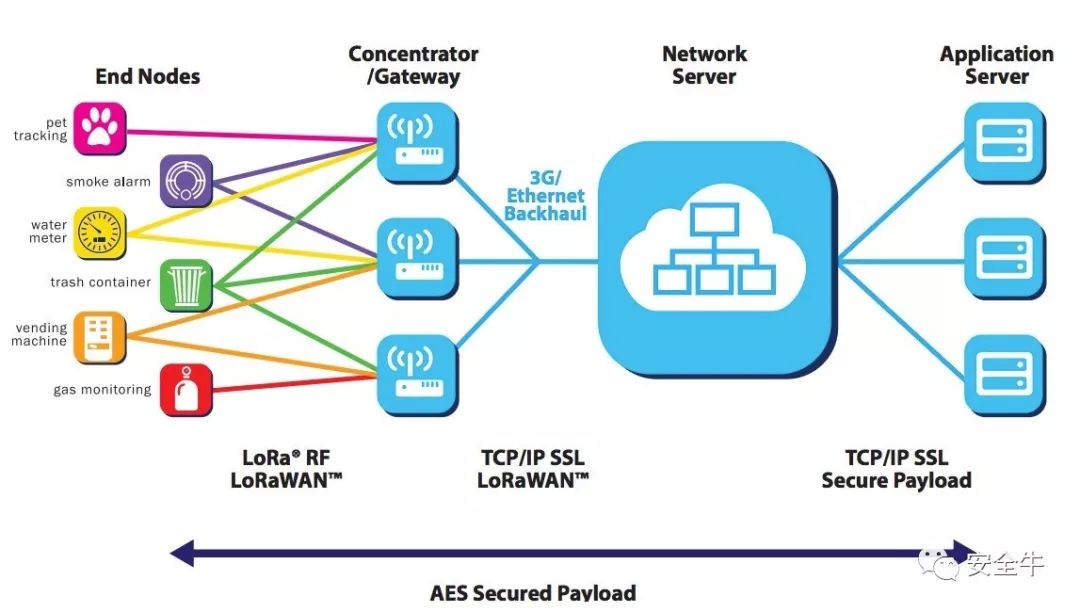 End Nodes
Concentrator
/Gateway
Network
Server
Application
Server
pet
tracking
smoke alarm
water
meter
trash container
vending
machine
gas monitoring
3G/
Ethernet
Backhaul
LoRa® RF
LoRaWAN™
TCP/IP SSL
LoRaWAN™
TCP/IP SSL
Secure Payload
AES Secured Payload
安全牛